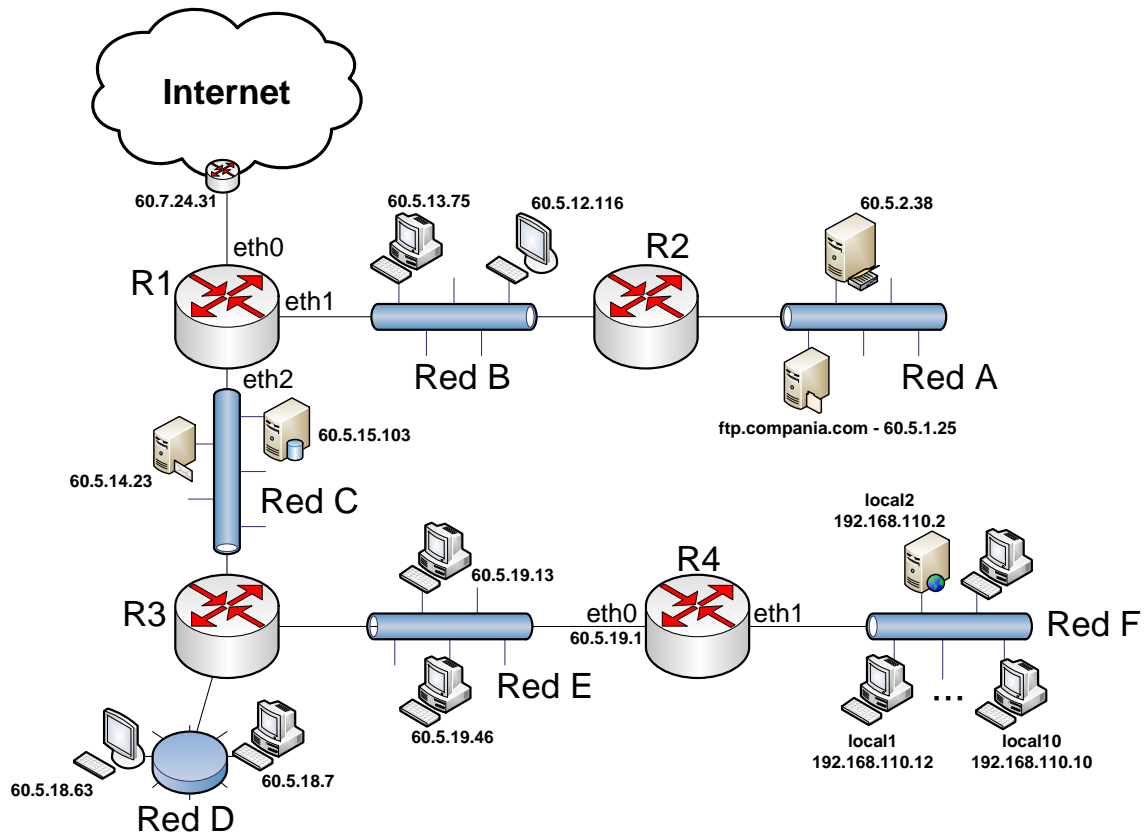 Internet
60.7.24.31
eth0
R1
eth1
eth2
60.5.13.75
60.5.12.116
Red B
R2
60.5.2.38
Red A
ftp.compania.com - 60.5.1.25
60.5.15.103
60.5.14.23
Red C
R3
60.5.19.13
Red E
60.5.19.46
R4
eth0
60.5.19.1
eth1
local2
192.168.110.2
Red F
...
local1
192.168.110.12
local10
192.168.110.10
60.5.18.63
60.5.18.7
Red D